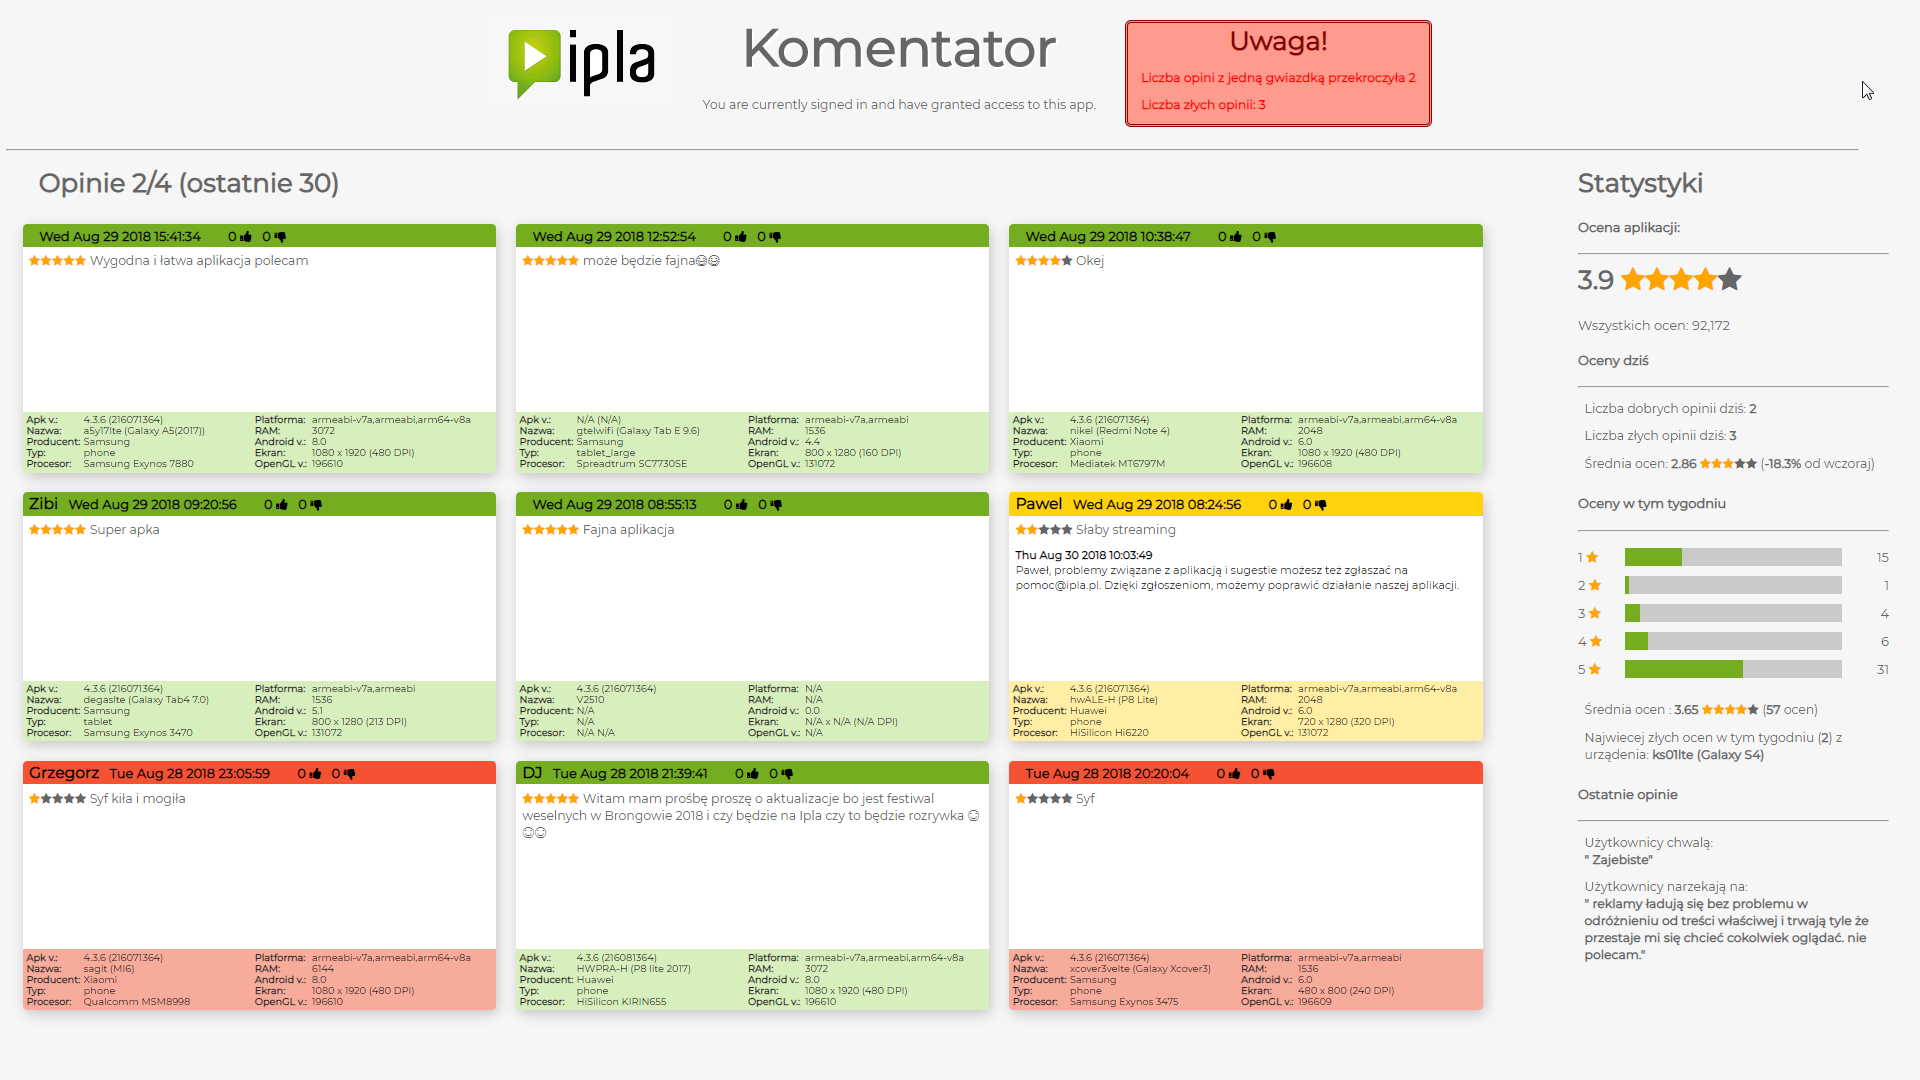 ipla
Komentator
You are currently signed in and have granted access to this app.
Uwaga!
Liczba opini z jedną gwiazdką przekroczyła 2
Liczba złych opinii: 3
Opinie 2/4 (ostatnie 30)
Wed Aug 29 2018 15:41:34 0 0
Wygodna i łatwa aplikacja polecam
Apk v.: 4.3.6 (216071364) Platforma: armeabi-v7a,armeabi,arm64-v8a
Nazwa: a5y17lte (Galaxy A5(2017)) RAM: 3072
Producent: Samsung Android v.: 8.0
Typ: phone Ekran: 1080 x 1920 (480 DPI)
Procesor: Samsung Exynos 7880 OpenGL v.: 196610
Wed Aug 29 2018 12:52:54 0 0
może będzie fajna😂😂
Apk v.: N/A (N/A) Platforma: armeabi-v7a,armeabi
Nazwa: gtelwifi (Galaxy Tab E 9.6) RAM: 1536
Producent: Samsung Android v.: 4.4
Typ: tablet_large Ekran: 800 x 1280 (160 DPI)
Procesor: Spreadtrum SC7730SE OpenGL v.: 131072
Wed Aug 29 2018 10:38:47 0 0
Okej
Apk v.: 4.3.6 (216071364) Platforma: armeabi-v7a,armeabi,arm64-v8a
Nazwa: nikel (Redmi Note 4) RAM: 2048
Producent: Xiaomi Android v.: 6.0
Typ: phone Ekran: 1080 x 1920 (480 DPI)
Procesor: Mediatek MT6797M OpenGL v.: 196608
Zibi Wed Aug 29 2018 09:20:56 0 0
Super apka
Apk v.: 4.3.6 (216071364) Platforma: armeabi-v7a,armeabi
Nazwa: degaslte (Galaxy Tab4 7.0) RAM: 1536
Producent: Samsung Android v.: 5.1
Typ: tablet Ekran: 800 x 1280 (213 DPI)
Procesor: Samsung Exynos 3470 OpenGL v.: 131072
Wed Aug 29 2018 08:55:13 0 0
Fajna aplikacja
Apk v.: 4.3.6 (216071364) Platforma: N/A
Nazwa: V2510 RAM: N/A
Producent: N/A Android v.: 0.0
Typ: N/A Ekran: N/A x N/A (N/A DPI)
Procesor: N/A N/A OpenGL v.: N/A
Pawel Wed Aug 29 2018 08:24:56 0 0
Słaby streaming
Thu Aug 30 2018 10:03:49
Paweł, problemy związane z aplikacją i sugestie możesz też zgłaszać na
pomoc@ipla.pl. Dzięki zgłoszeniom, możemy poprawić działanie naszej aplikacji.
Apk v.: 4.3.6 (216071364) Platforma: armeabi-v7a,armeabi,arm64-v8a
Nazwa: hwALE-H (P8 Lite) RAM: 2048
Producent: Huawei Android v.: 6.0
Typ: phone Ekran: 720 x 1280 (320 DPI)
Procesor: HiSilicon Hi6220 OpenGL v.: 131072
Grzegorz Tue Aug 28 2018 23:05:59 0 0
Syf kiła i mogiła
Apk v.: 4.3.6 (216071364) Platforma: armeabi-v7a,armeabi,arm64-v8a
Nazwa: sagit (MI6) RAM: 6144
Producent: Xiaomi Android v.: 8.0
Typ: phone Ekran: 1080 x 1920 (480 DPI)
Procesor: Qualcomm MSM8998 OpenGL v.: 196610
DJ Tue Aug 28 2018 21:39:41 0 0
Witam mam prośbę proszę o aktualizacje bo jest festiwal
weselnych w Brongowie 2018 i czy będzie na Ipla czy to będzie rozrywka ☺
☺☺
Apk v.: 4.3.6 (216081364) Platforma: armeabi-v7a,armeabi,arm64-v8a
Nazwa: HWPRA-H (P8 lite 2017) RAM: 3072
Producent: Huawei Android v.: 8.0
Typ: phone Ekran: 1080 x 1920 (480 DPI)
Procesor: HiSilicon KIRIN655 OpenGL v.: 196610
Tue Aug 28 2018 20:20:04 0 0
Syf
Apk v.: 4.3.6 (216071364) Platforma: armeabi-v7a,armeabi
Nazwa: xcover3velte (Galaxy Xcover3) RAM: 1536
Producent: Samsung Android v.: 6.0
Typ: phone Ekran: 480 x 800 (240 DPI)
Procesor: Samsung Exynos 3475 OpenGL v.: 196609
Statystyki
Ocena aplikacji:
3.9
Wszystkich ocen: 92,172
Oceny dziś
Liczba dobrych opinii dziś: 2
Liczba złych opinii dziś: 3
Średnia ocen: 2.86 (-18.3% od wczoraj)
Oceny w tym tygodniu
1 15
2 1
3 4
4 6
5 31
Średnia ocen : 3.65 (57 ocen)
Najwiecej złych ocen w tym tygodniu (2) z
urządenia: ks01lte (Galaxy S4)
Ostatnie opinie
Użytkownicy chwalą:
" Zajebiste"
Użytkownicy narzekają na:
" reklamy ładują się bez problemu w
odróżnieniu od treści właściwej i trwają tyle że
przestaje mi się chcieć cokolwiek oglądać. nie
polecam."